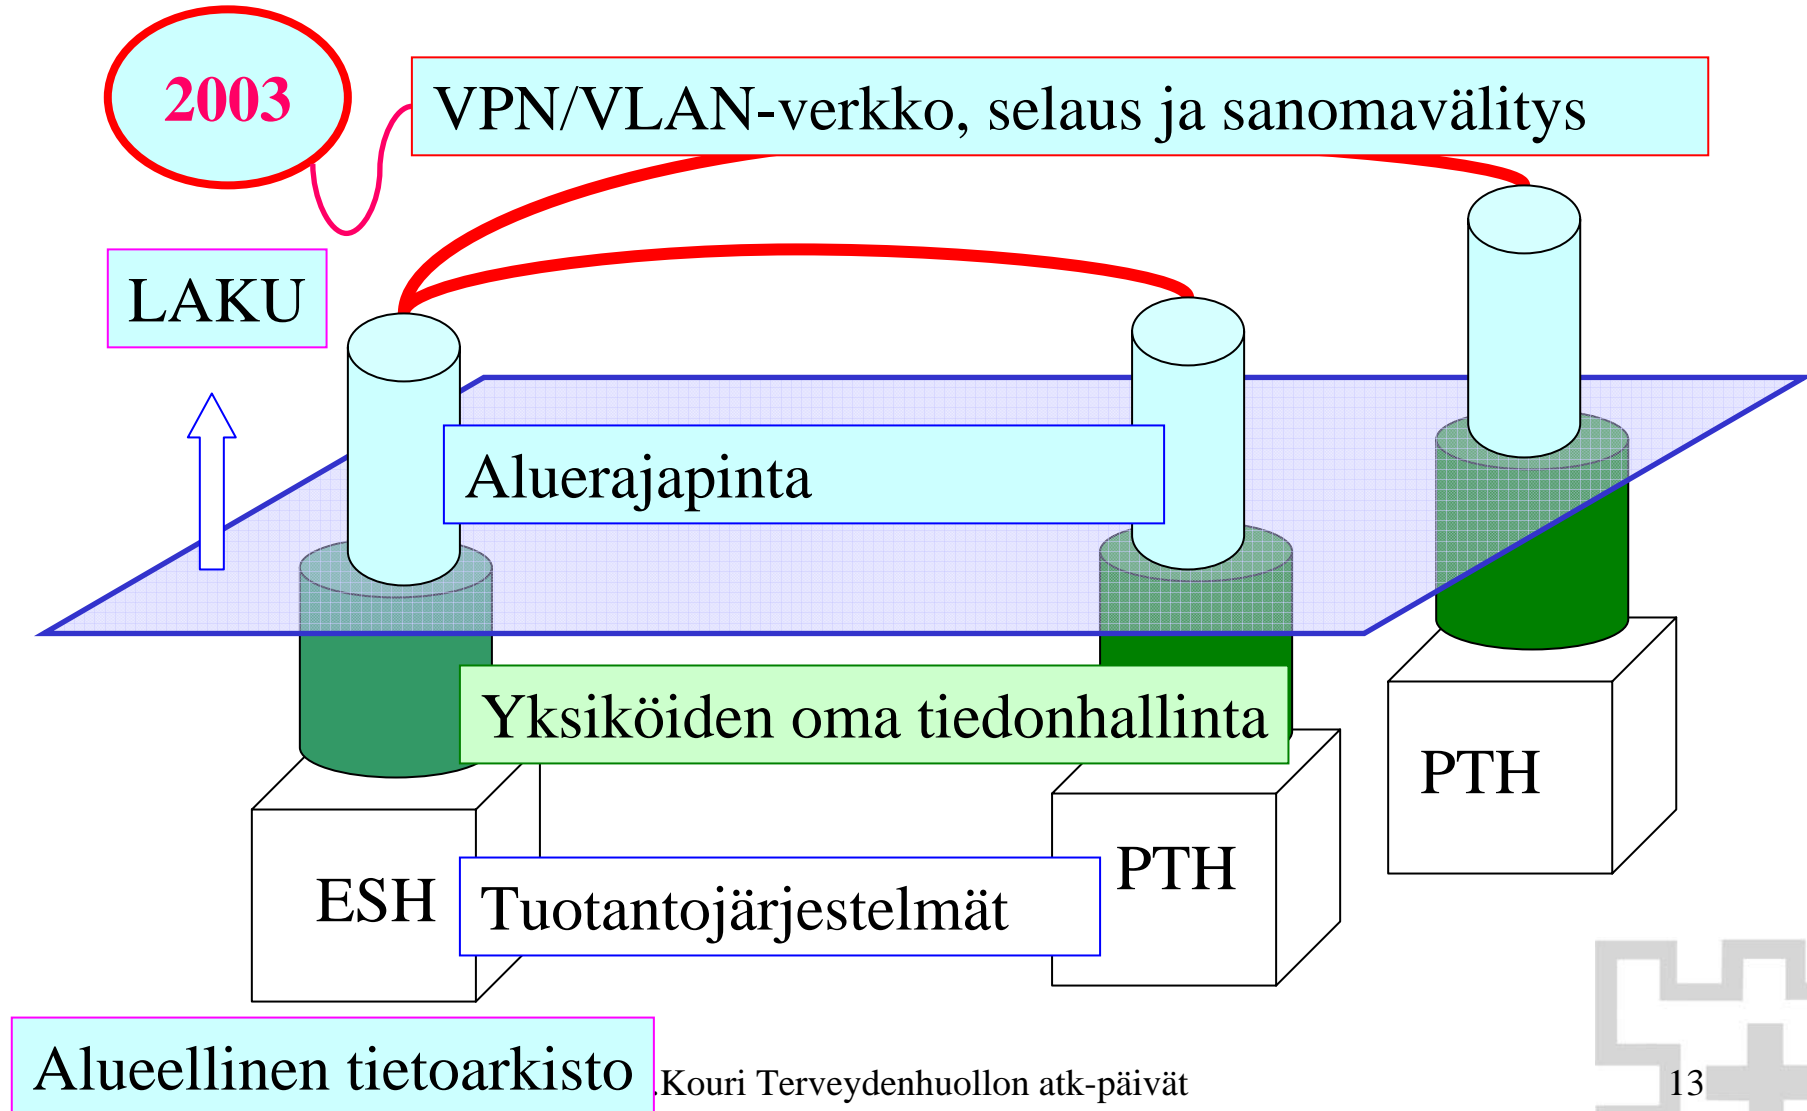 2003
VPN/VLAN-verkko, selaus ja sanomavälitys
LAKU
Aluerajapinta
Yksiköiden oma tiedonhallinta
PTH
PTH
ESH
Tuotantojärjestelmät
Alueellinen tietoarkisto
.Kouri Terveydenhuollon atk-päivät
13